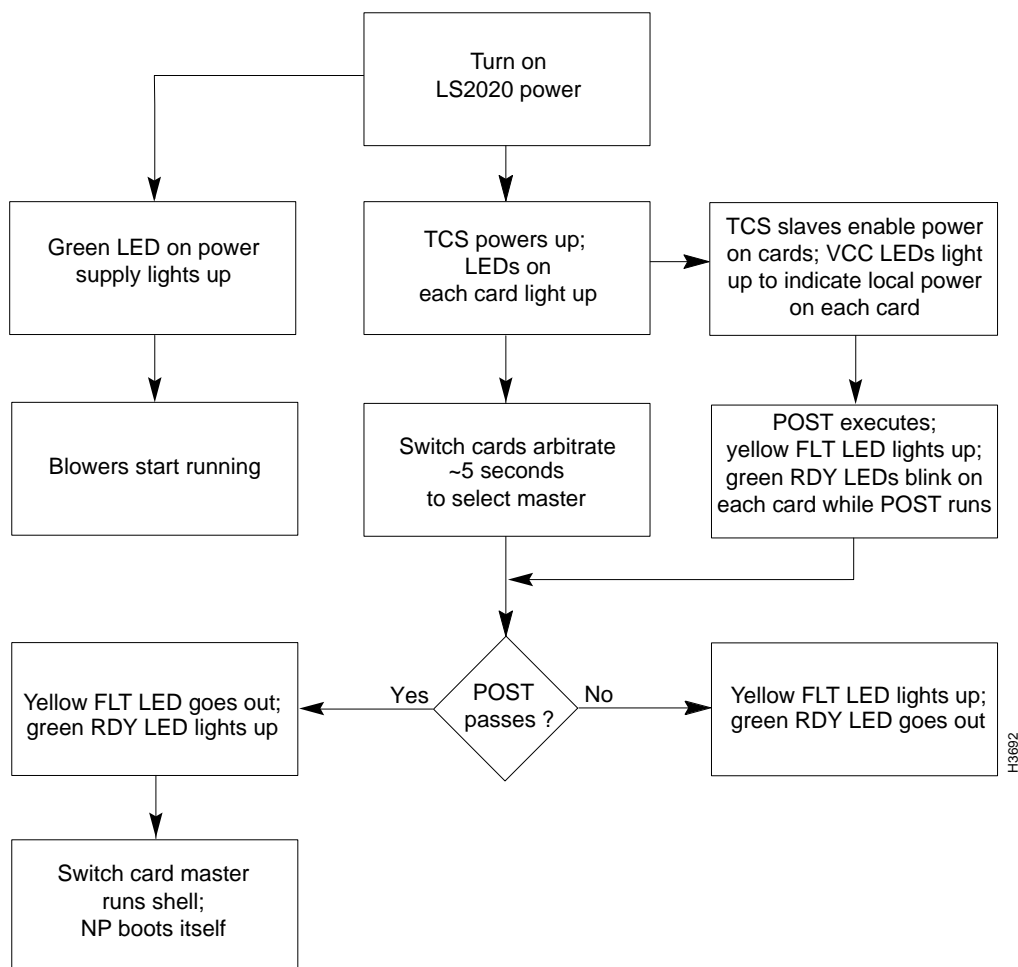 Turn on
LS2020 power
Green LED on power
supply lights up
TCS powers up;
LEDs on
each card light up
TCS slaves enable power
on cards; VCC LEDs light
up to indicate local power
on each card
Blowers start running
Switch cards arbitrate
~5 seconds
to select master
POST executes;
yellow FLT LED lights up;
green RDY LEDs blink on
each card while POST runs
Yellow FLT LED goes out;
green RDY LED lights up
Yes
POST
passes ?
No
Yellow FLT LED lights up;
green RDY LED goes out
H3692
Switch card master
runs shell;
NP boots itself